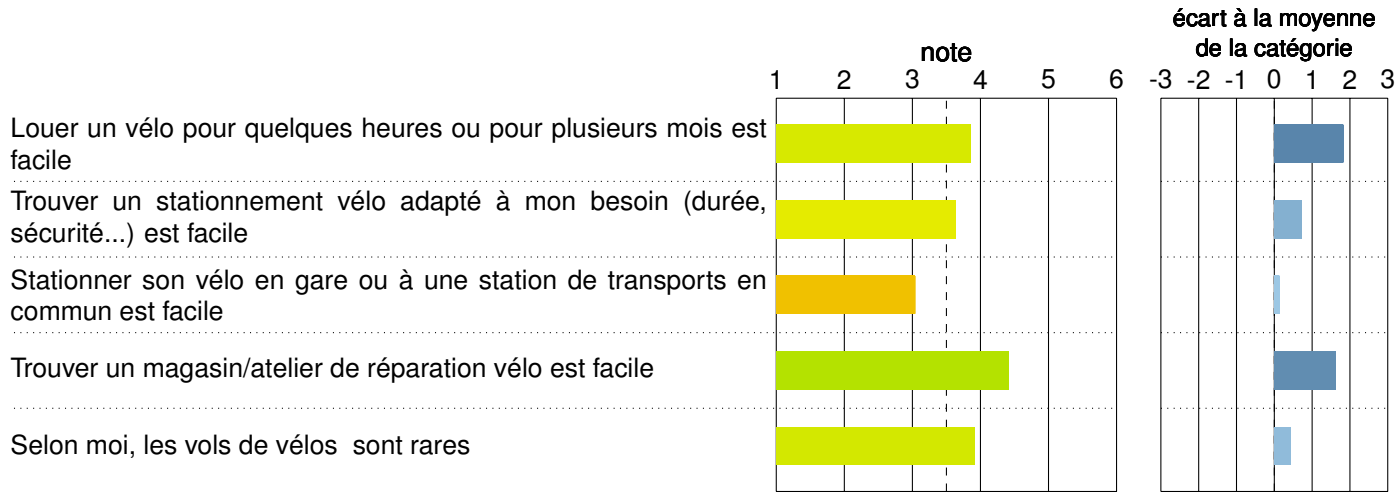 écart à la moyenne
de la catégorie
note
1 2 3 4 5 6
-3 -2 -1 0 1 2 3
Louer un vélo pour quelques heures ou pour plusieurs mois est
facile
Trouver un stationnement vélo adapté à mon besoin (durée,
sécurité...) est facile
Stationner son vélo en gare ou à une station de transports en
commun est facile
Trouver un magasin/atelier de réparation vélo est facile
Selon moi, les vols de vélos sont rares